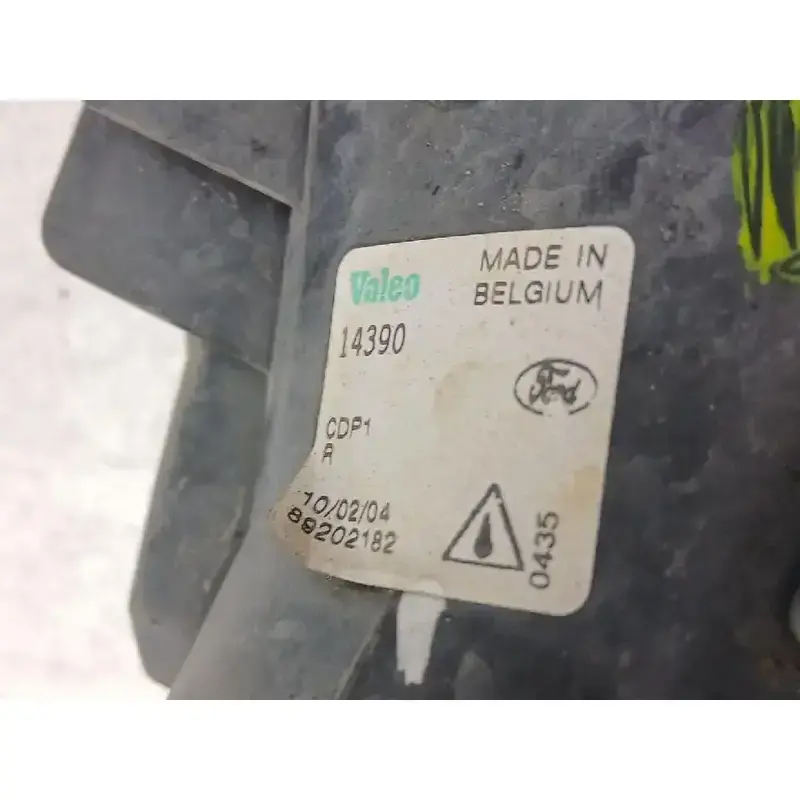 Valeo
MADE IN
BELGIUM
14390
Ford
CDP1
R
10/02/04
89202182
0435